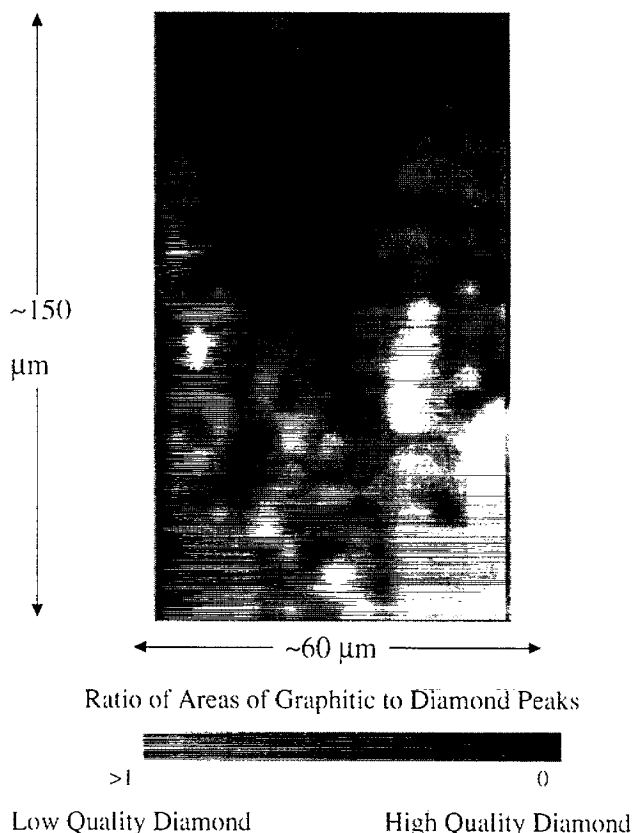 ~150
μm
~60 μm
Ratio of Areas of Graphitic to Diamond Peaks
>1 0
Low Quality Diamond High Quality Diamond